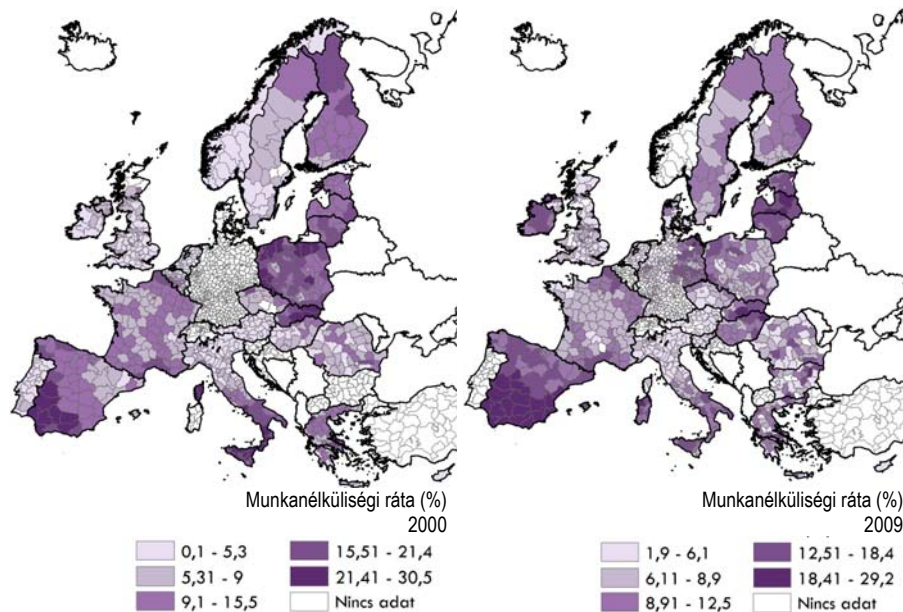 Munkanélküliségi ráta (%)
2000
0,1 - 5,3
5,31 - 9
9,1 - 15,5
15,51 - 21,4
21,41 - 30,5
Nincs adat
Munkanélküliségi ráta (%)
2009
1,9 - 6,1
6,11 - 8,9
8,91 - 12,5
12,51 - 18,4
18,41 - 29,2
Nincs adat